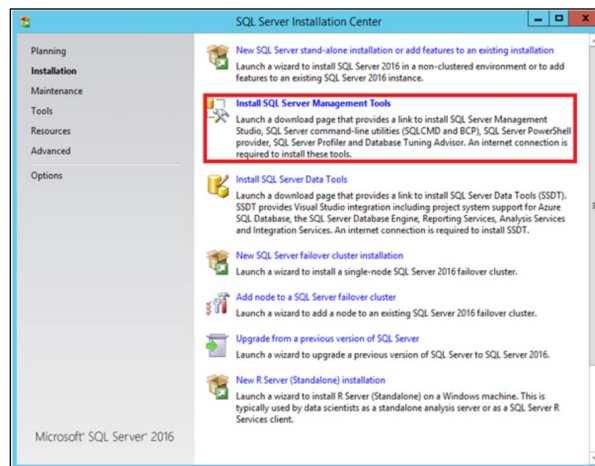 SQL Server Installation Center
Planning
Installation
Maintenance
Tools
Resources
Advanced
Options
Microsoft® SQL Server® 2016
New SQL Server stand-alone installation or add features to an existing installation
Launch a wizard to install SQL Server 2016 in a non-clustered environment or to add
features to an existing SQL Server 2016 instance.
Install SQL Server Management Tools
Launch a download page that provides a link to install SQL Server Management
Studio, SQL Server command-line utilities (SQLCMD and BCP), SQL Server PowerShell
provider, SQL Server Profiler and Database Tuning Advisor. An internet connection is
required to install these tools.
Install SQL Server Data Tools
Launch a download page that provides a link to install SQL Server Data Tools (SSDT).
SSDT provides Visual Studio integration including project system support for Azure
SQL Database, the SQL Server Database Engine, Reporting Services, Analysis Services
and Integration Services. An internet connection is required to install SSDT.
New SQL Server failover cluster installation
Launch a wizard to install a single-node SQL Server 2016 failover cluster.
Add node to a SQL Server failover cluster
Launch a wizard to add a node to an existing SQL Server 2016 failover cluster.
Upgrade from a previous version of SQL Server
Launch a wizard to upgrade a previous version of SQL Server to SQL Server 2016.
New R Server (Standalone) installation
Launch a wizard to install R Server (Standalone) on a Windows machine. This is
typically used by data scientists as a standalone analysis server or as a SQL Server R
Services client.